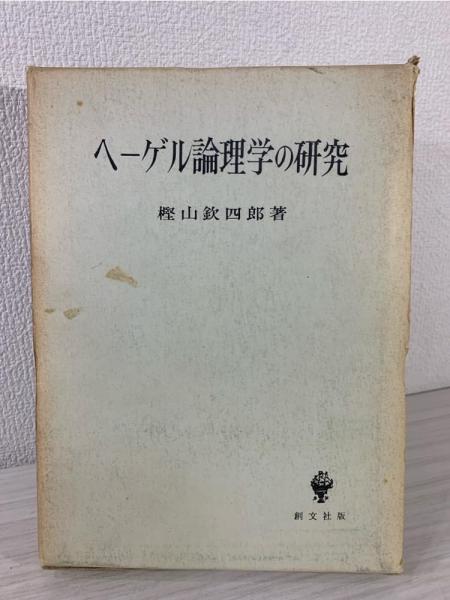 ヘーゲル論理学の研究
樫山欽四郎著
創文社版